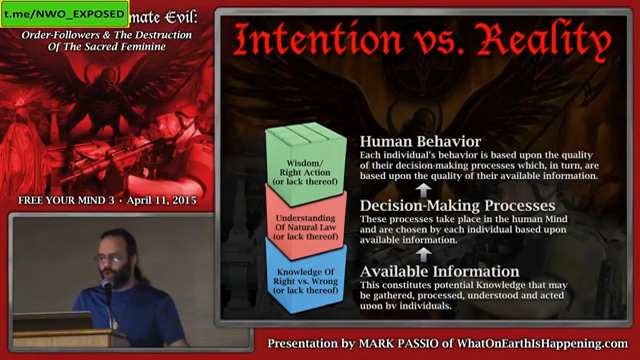 t.me/NWO_EXPOSED
mate Evil:
Order-Followers & The Destruction
Of The Sacred Feminine
FREE YOUR MIND 3 · April 11, 2015
Intention vs. Reality
Wisdom/
Right Action
(or lack thereof)
Understanding
Of Natural Law
(or lack thereof)
Knowledge Of
Right vs. Wrong
(or lack thereof)
Human Behavior
Each individual's behavior is based upon the quality
of their decision-making processes which, in turn, are
based upon the quality of their available information.
Decision-Making Processes
These processes take place in the human Mind
and are chosen by each individual based upon
available information.
Available Information
This constitutes potential Knowledge that may
be gathered, processed, understood and acted
upon by individuals.
Presentation by MARK PASSIO of WhatOnEarthIsHappening.com